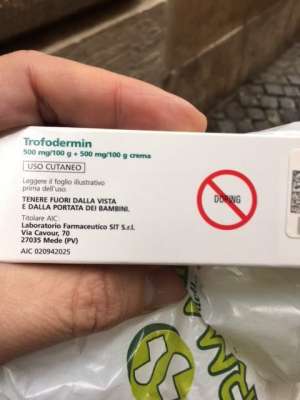 Trofodermin
500 mg/100 g + 500 mg/100 g crema
USO CUTANEO
Leggere il foglio illustrativo
prima dell'uso.
TENERE FUORI DALLA VISTA
E DALLA PORTATA DEI BAMBINI.
Titolare AIC:
Laboratorio Farmaceutico SIT S.r.l.
Via Cavour, 70
27035 Mede (PV)
AIC 020942025
DOPING